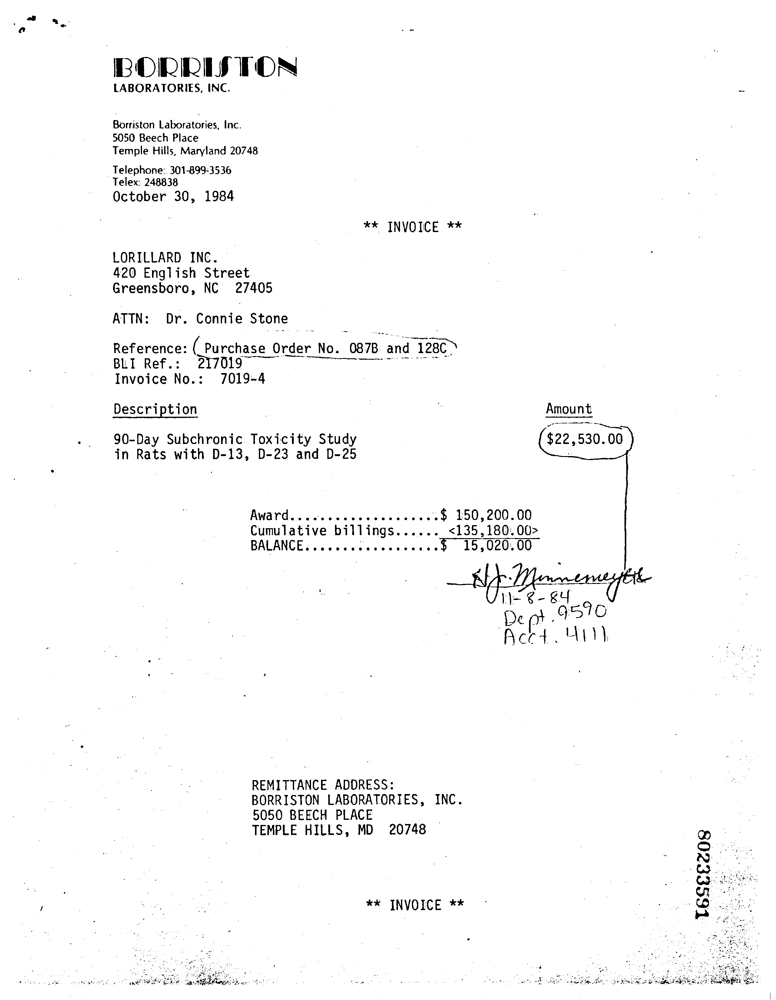 BORRISTON
LABORATORIES, INC.
Borriston Laboratories, Inc.
5050 Beech Place
Temple Hills, Maryland 20748
Telephone: 301-899-3536
Telex: 248838
October 30, 1984
** INVOICE **
LORILLARD INC.
420 English Street
Greensboro, NC 27405
ATTN: Dr. Connie Stone
Reference: Purchase Order No. 087B and 128C
BLI Ref.: 217019
Invoice No.: 7019-4
Description Amount
90-Day Subchronic Toxicity Study $22,530.00
in Rats with D-13, D-23 and D-25
Award....................$ 150,200.00
Cumulative billings...... <135,180.00>
BALANCE..................$ 15,020.00
11-8-84
Dept. 9590
Acct. 4111
REMITTANCE ADDRESS:
BORRISTON LABORATORIES, INC.
5050 BEECH PLACE
TEMPLE HILLS, MD 20748
80233591
** INVOICE **